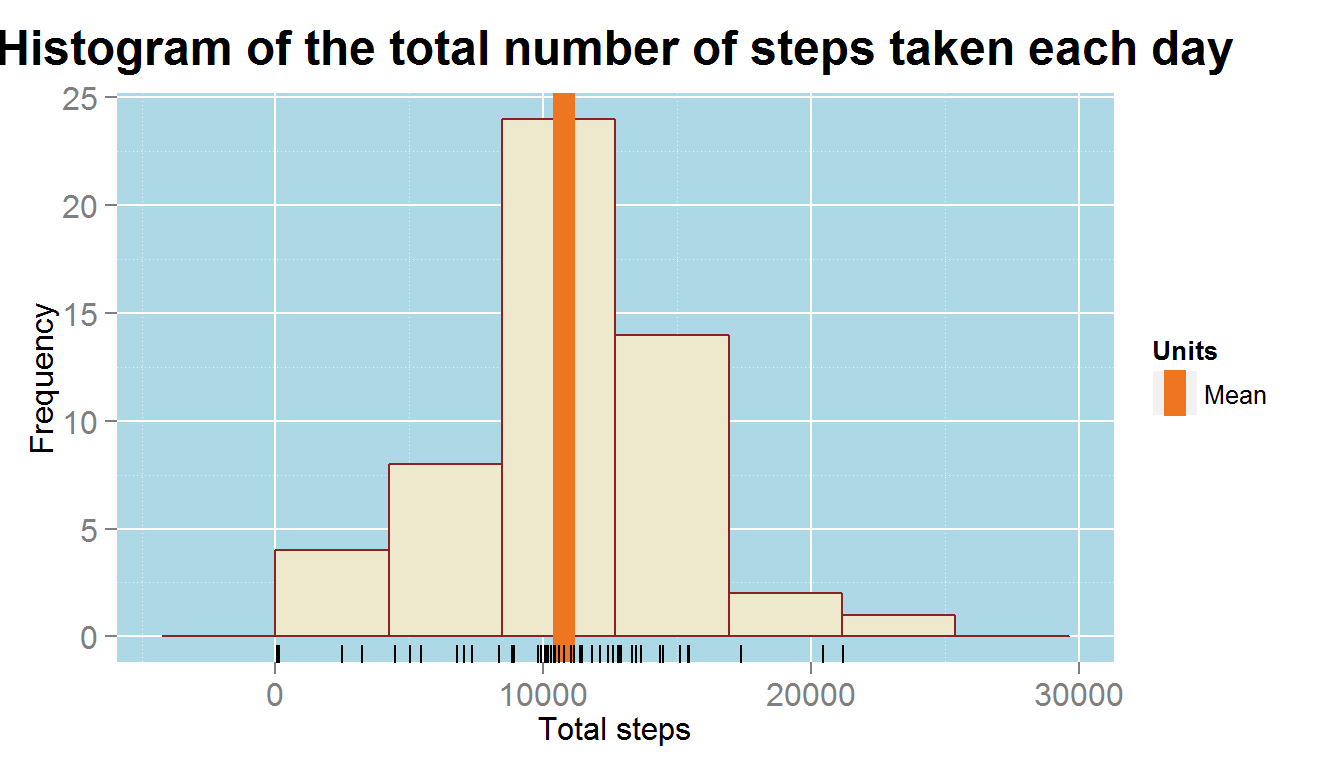 Histogram of the total number of steps taken each day
25
20
15
10
5
0
Frequency
0 10000 20000 30000
Total steps
Units
Mean